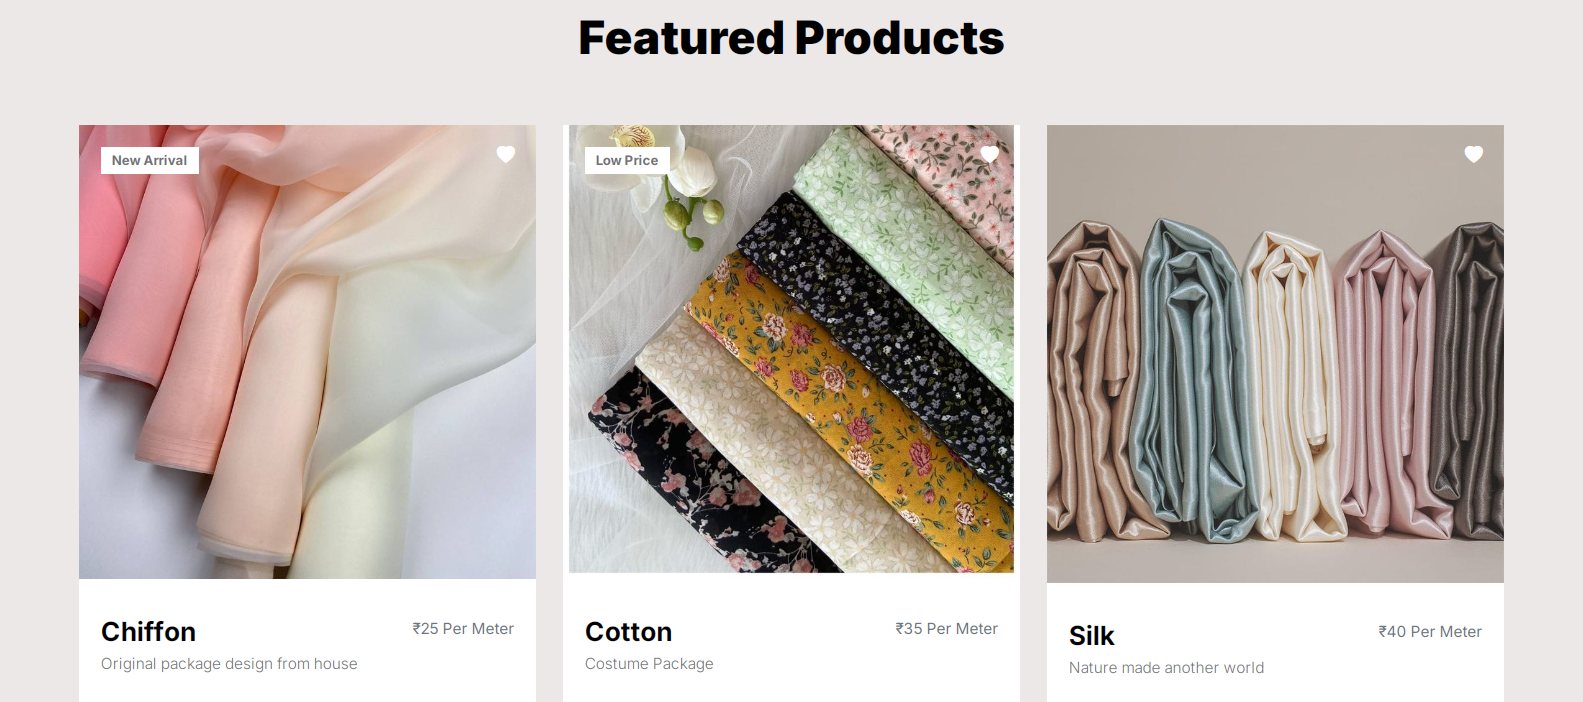 Featured Products
New Arrival
Low Price
Chiffon
₹25 Per Meter
Original package design from house
Cotton
₹35 Per Meter
Costume Package
Silk
₹40 Per Meter
Nature made another world